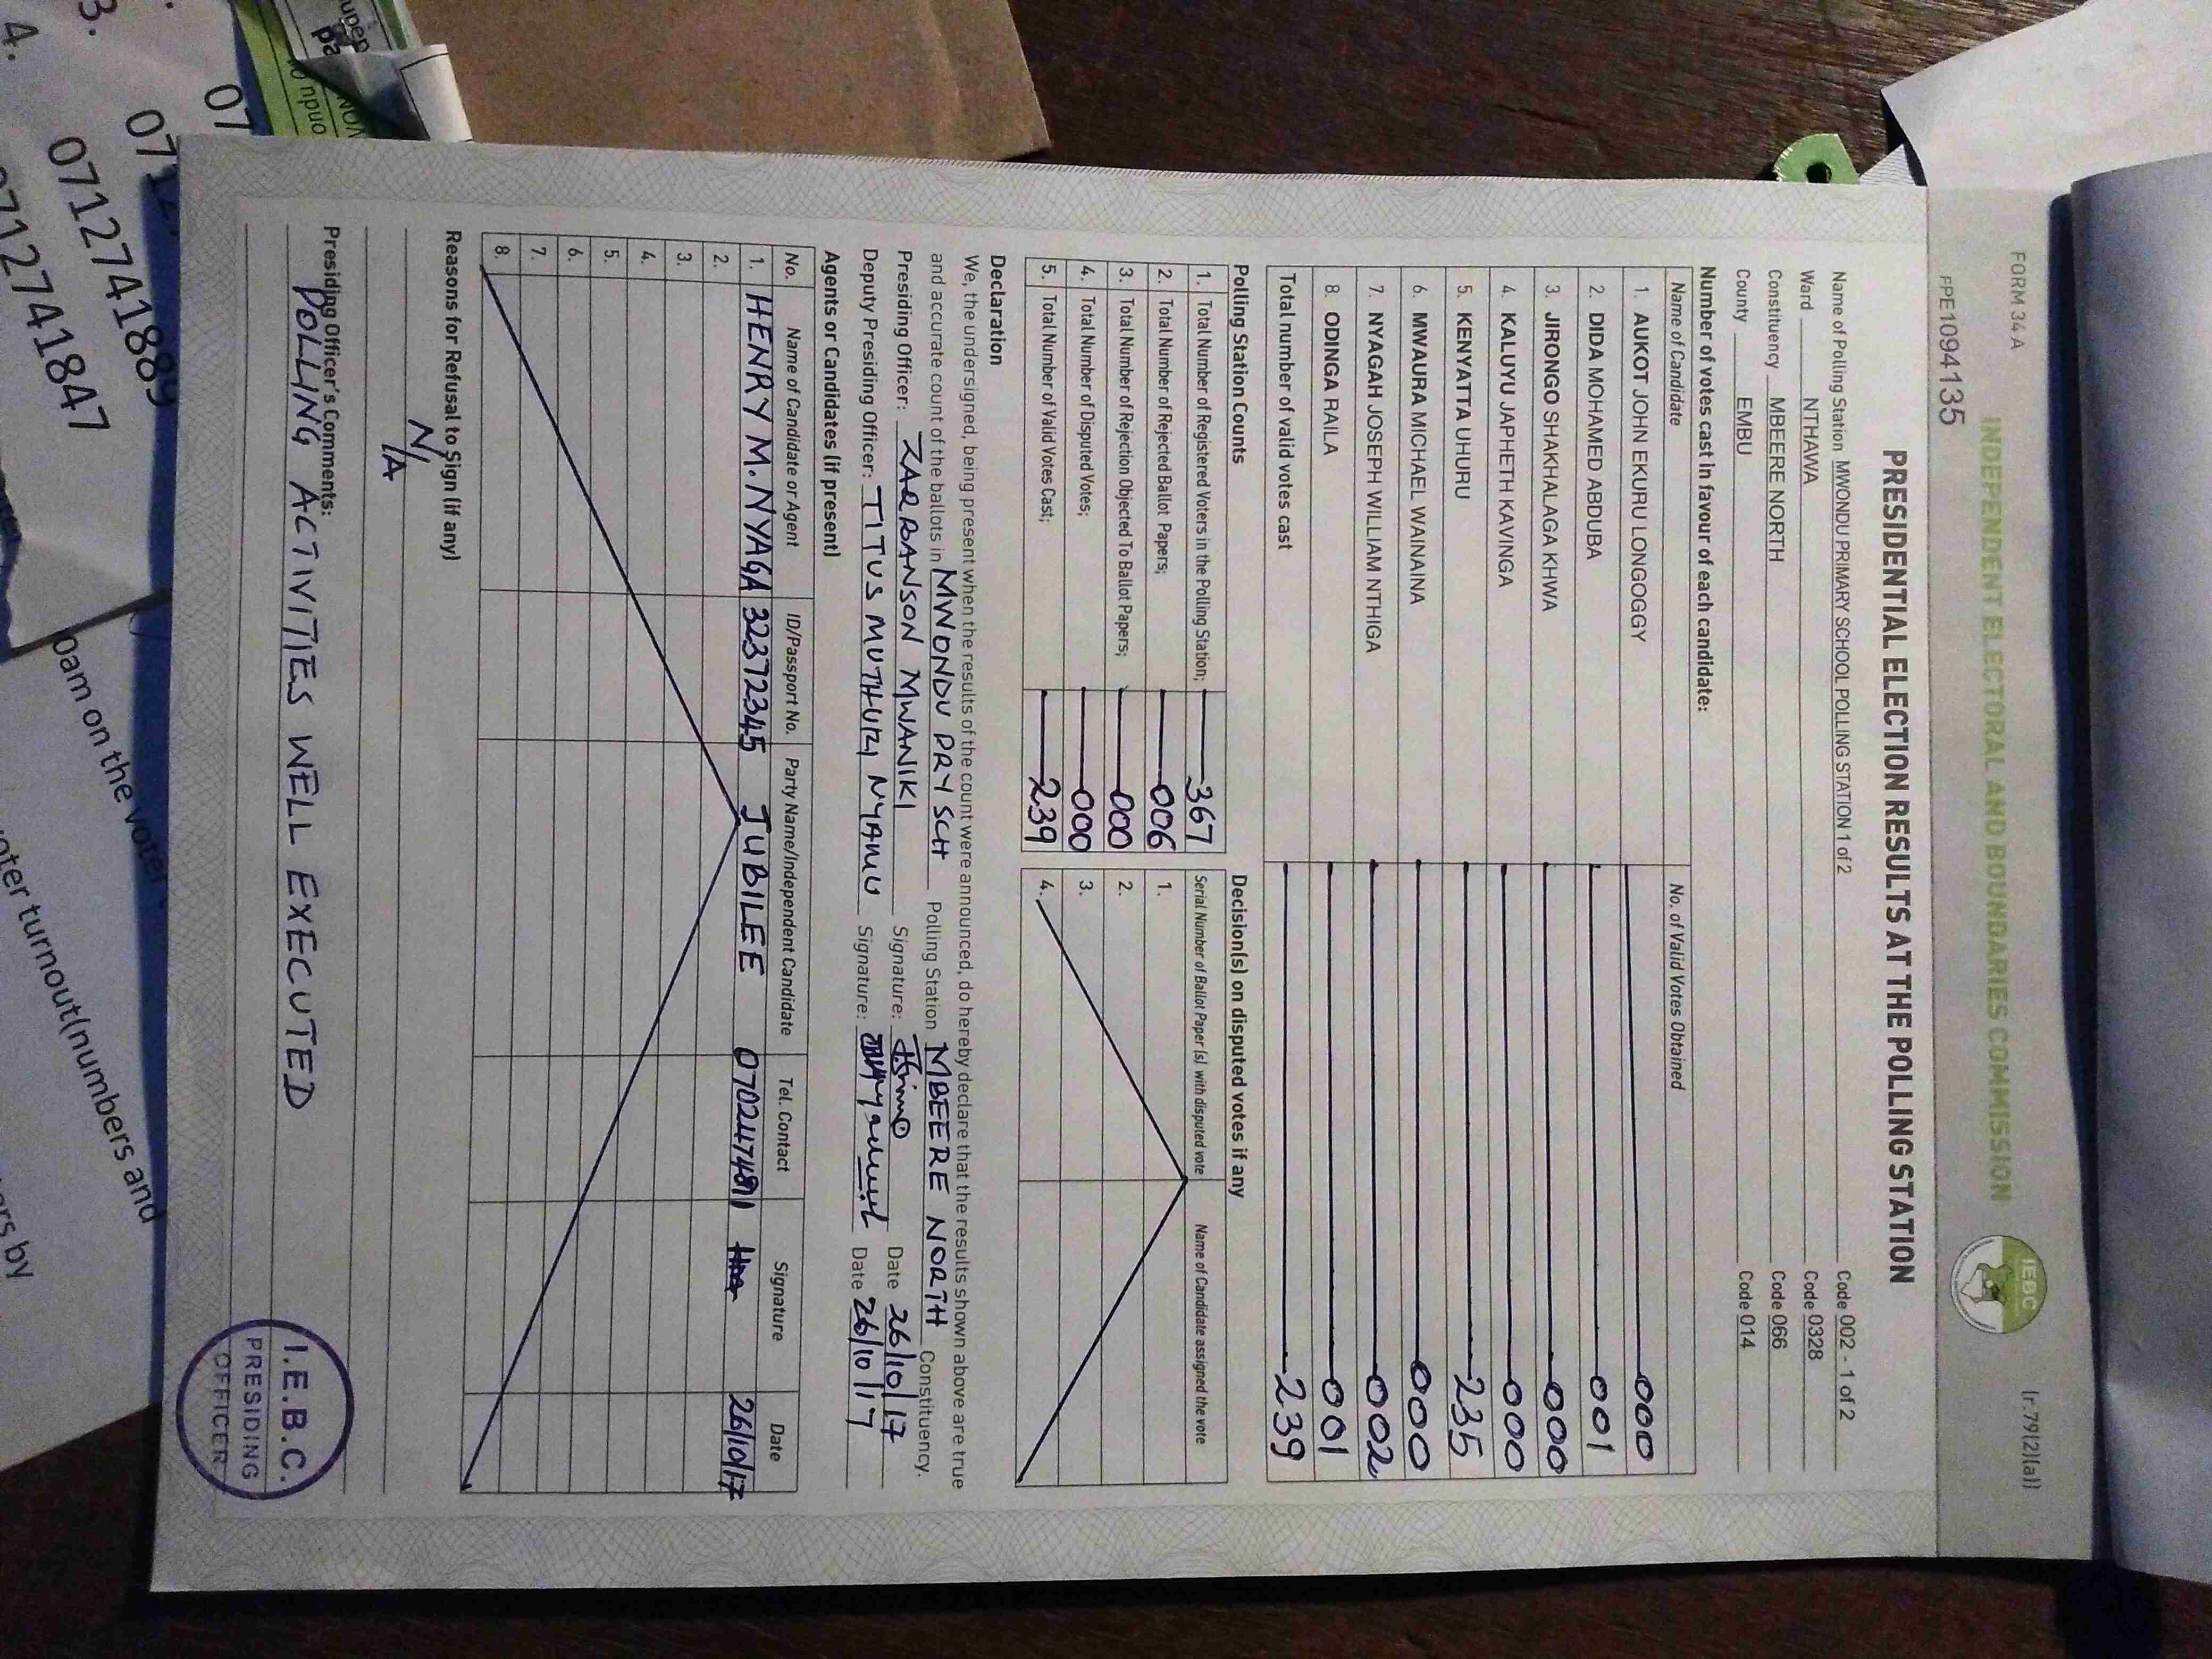 FORM 34A
(r.79(2)(a))
INDEPENDENT ELECTORAL AND BOUNDARIES COMMISSION
IEBC
PRE1094135
PRESIDENTIAL ELECTION RESULTS AT THE POLLING STATION
Name of Polling Station MWONDU PRIMARY SCHOOL POLLING STATION 1 of 2 Code 002 - 1 of 2
Ward NTHAWA Code 0328
Constituency MBEERE NORTH Code 066
County EMBU Code 014
Number of votes cast in favour of each candidate:
Name of Candidate No. of Valid Votes Obtained
1. AUKOT JOHN EKURU LONGOGGY 000
2. DIDA MOHAMED ABDUBA 001
3. JIRONGO SHAKHALAGA KHWA 000
4. KALUYU JAPHETH KAVINGA 000
5. KENYATTA UHURU 235
6. MWAURA MICHAEL WAINAINA 000
7. NYAGAH JOSEPH WILLIAM NTHIGA 002
8. ODINGA RAILA 001
Total number of valid votes cast 239
Polling Station Counts
1. Total Number of Registered Voters in the Polling Station; 367
2. Total Number of Rejected Ballot Papers; 006
3. Total Number of Rejection Objected To Ballot Papers; 000
4. Total Number of Disputed Votes; 000
5. Total Number of Valid Votes Cast; 239
Decision(s) on disputed votes if any
Serial Number of Ballot Paper (s) with disputed vote Name of Candidate assigned the vote
1.
2.
3.
4.
Declaration
We, the undersigned, being present when the results of the count were announced, do hereby declare that the results shown above are true
and accurate count of the ballots in MWONDU PRY SCH Polling Station MBEERE NORTH Constituency.
Presiding Officer: ZARRANSON MWANIKI Signature: Date 26/10/17
Deputy Presiding Officer: TITUS MUTHURI NYAMU Signature: Date 26/10/17
Agents or Candidates (if present)
No. Name of Candidate or Agent ID/Passport No. Party Name/Independent Candidate Tel. Contact Signature Date
1. HENRY M. NYAGA 32372345 JUBILEE 0702474811 26/10/17
2.
3.
4.
5.
6.
7.
8.
Reasons for Refusal to Sign (if any)
N/A
Presiding Officer's Comments:
POLLING ACTIVITIES WELL EXECUTED
I.E.B.C.
PRESIDING
OFFICER
3.
4.
07
0712741889
0712741847
pam on the voter
oter turnout(numbers and
ers by